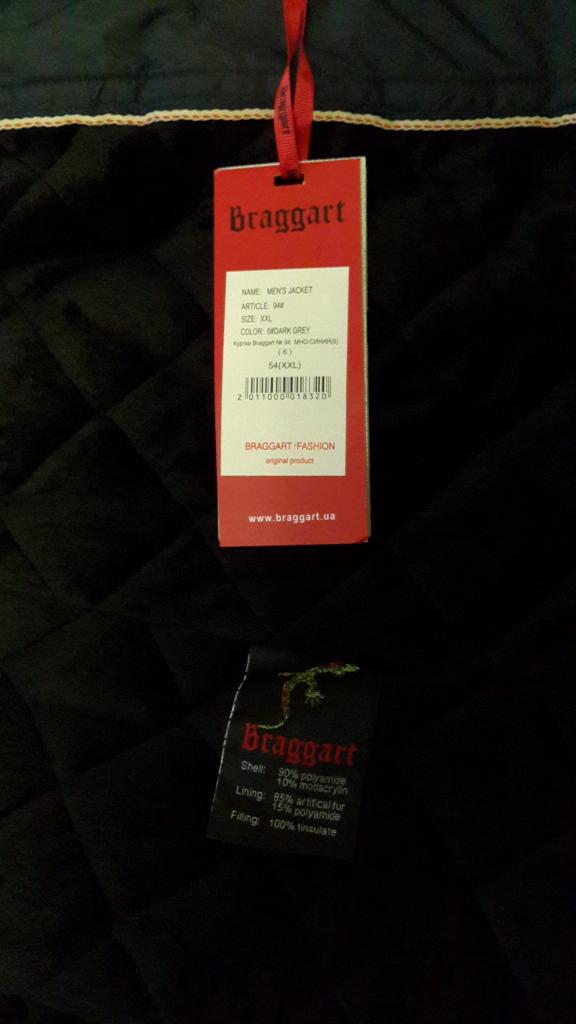 Braggart
Braggart
NAME: MEN'S JACKET
ARTICLE: 94#
SIZE: XXL
COLOR: 6#DARK GREY
Куртка Braggart № 94 МНО-СИНИЙ(6)
( 6 )
54(XXL)
2 011000 018320
BRAGGART "FASHION
original product
www.braggart.ua
Braggart
Shell: 90% polyamide
10% modacrylin
Lining: 85% artifical fur
15% polyamide
Filling: 100% tinsulate